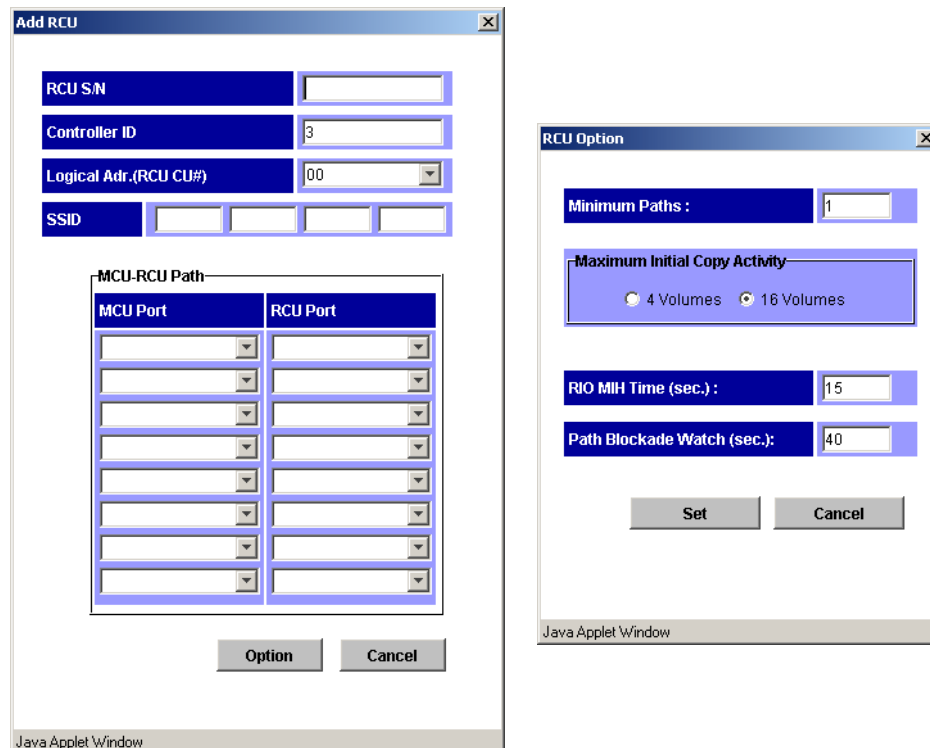 Add RCU
RCU S/N
Controller ID 3
Logical Adr.(RCU CU#) 00
SSID
MCU-RCU Path
MCU Port RCU Port
Option Cancel
Java Applet Window
RCU Option
Minimum Paths : 1
Maximum Initial Copy Activity
4 Volumes 16 Volumes
RIO MIH Time (sec.) : 15
Path Blockade Watch (sec.): 40
Set Cancel
Java Applet Window